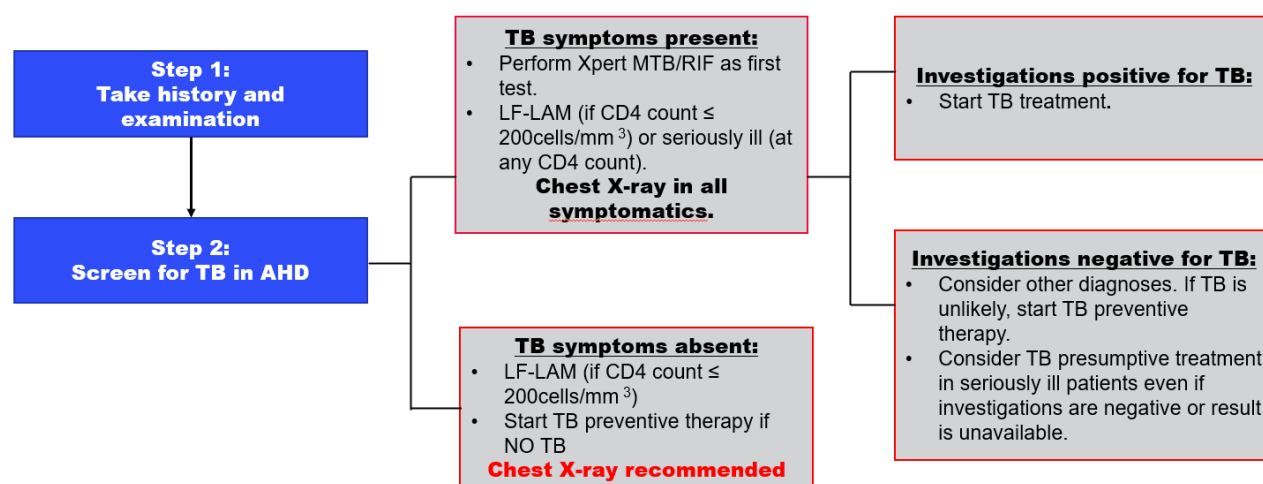 Step 1:
Take history and
examination
Step 2:
Screen for TB in AHD
TB symptoms present:
• Perform Xpert MTB/RIF as first
test.
• LF-LAM (if CD4 count ≤
200cells/mm ³) or seriously ill (at
any CD4 count).
Chest X-ray in all
symptomatics.
TB symptoms absent:
• LF-LAM (if CD4 count ≤
200cells/mm ³)
• Start TB preventive therapy if
NO TB
Chest X-ray recommended
Investigations positive for TB:
• Start TB treatment.
Investigations negative for TB:
• Consider other diagnoses. If TB is
unlikely, start TB preventive
therapy.
• Consider TB presumptive treatment
in seriously ill patients even if
investigations are negative or result
is unavailable.